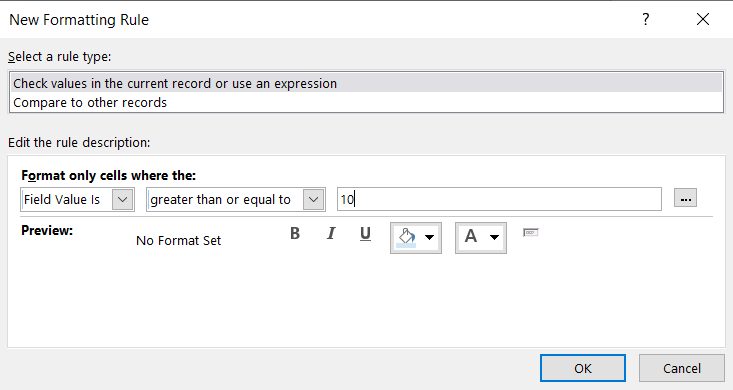 New Formatting Rule
?
Select a rule type:
Check values in the current record or use an expression
Compare to other records
Edit the rule description:
Format only cells where the:
Field Value Is greater than or equal to 10 ...
Preview: No Format Set B I U A
OK Cancel